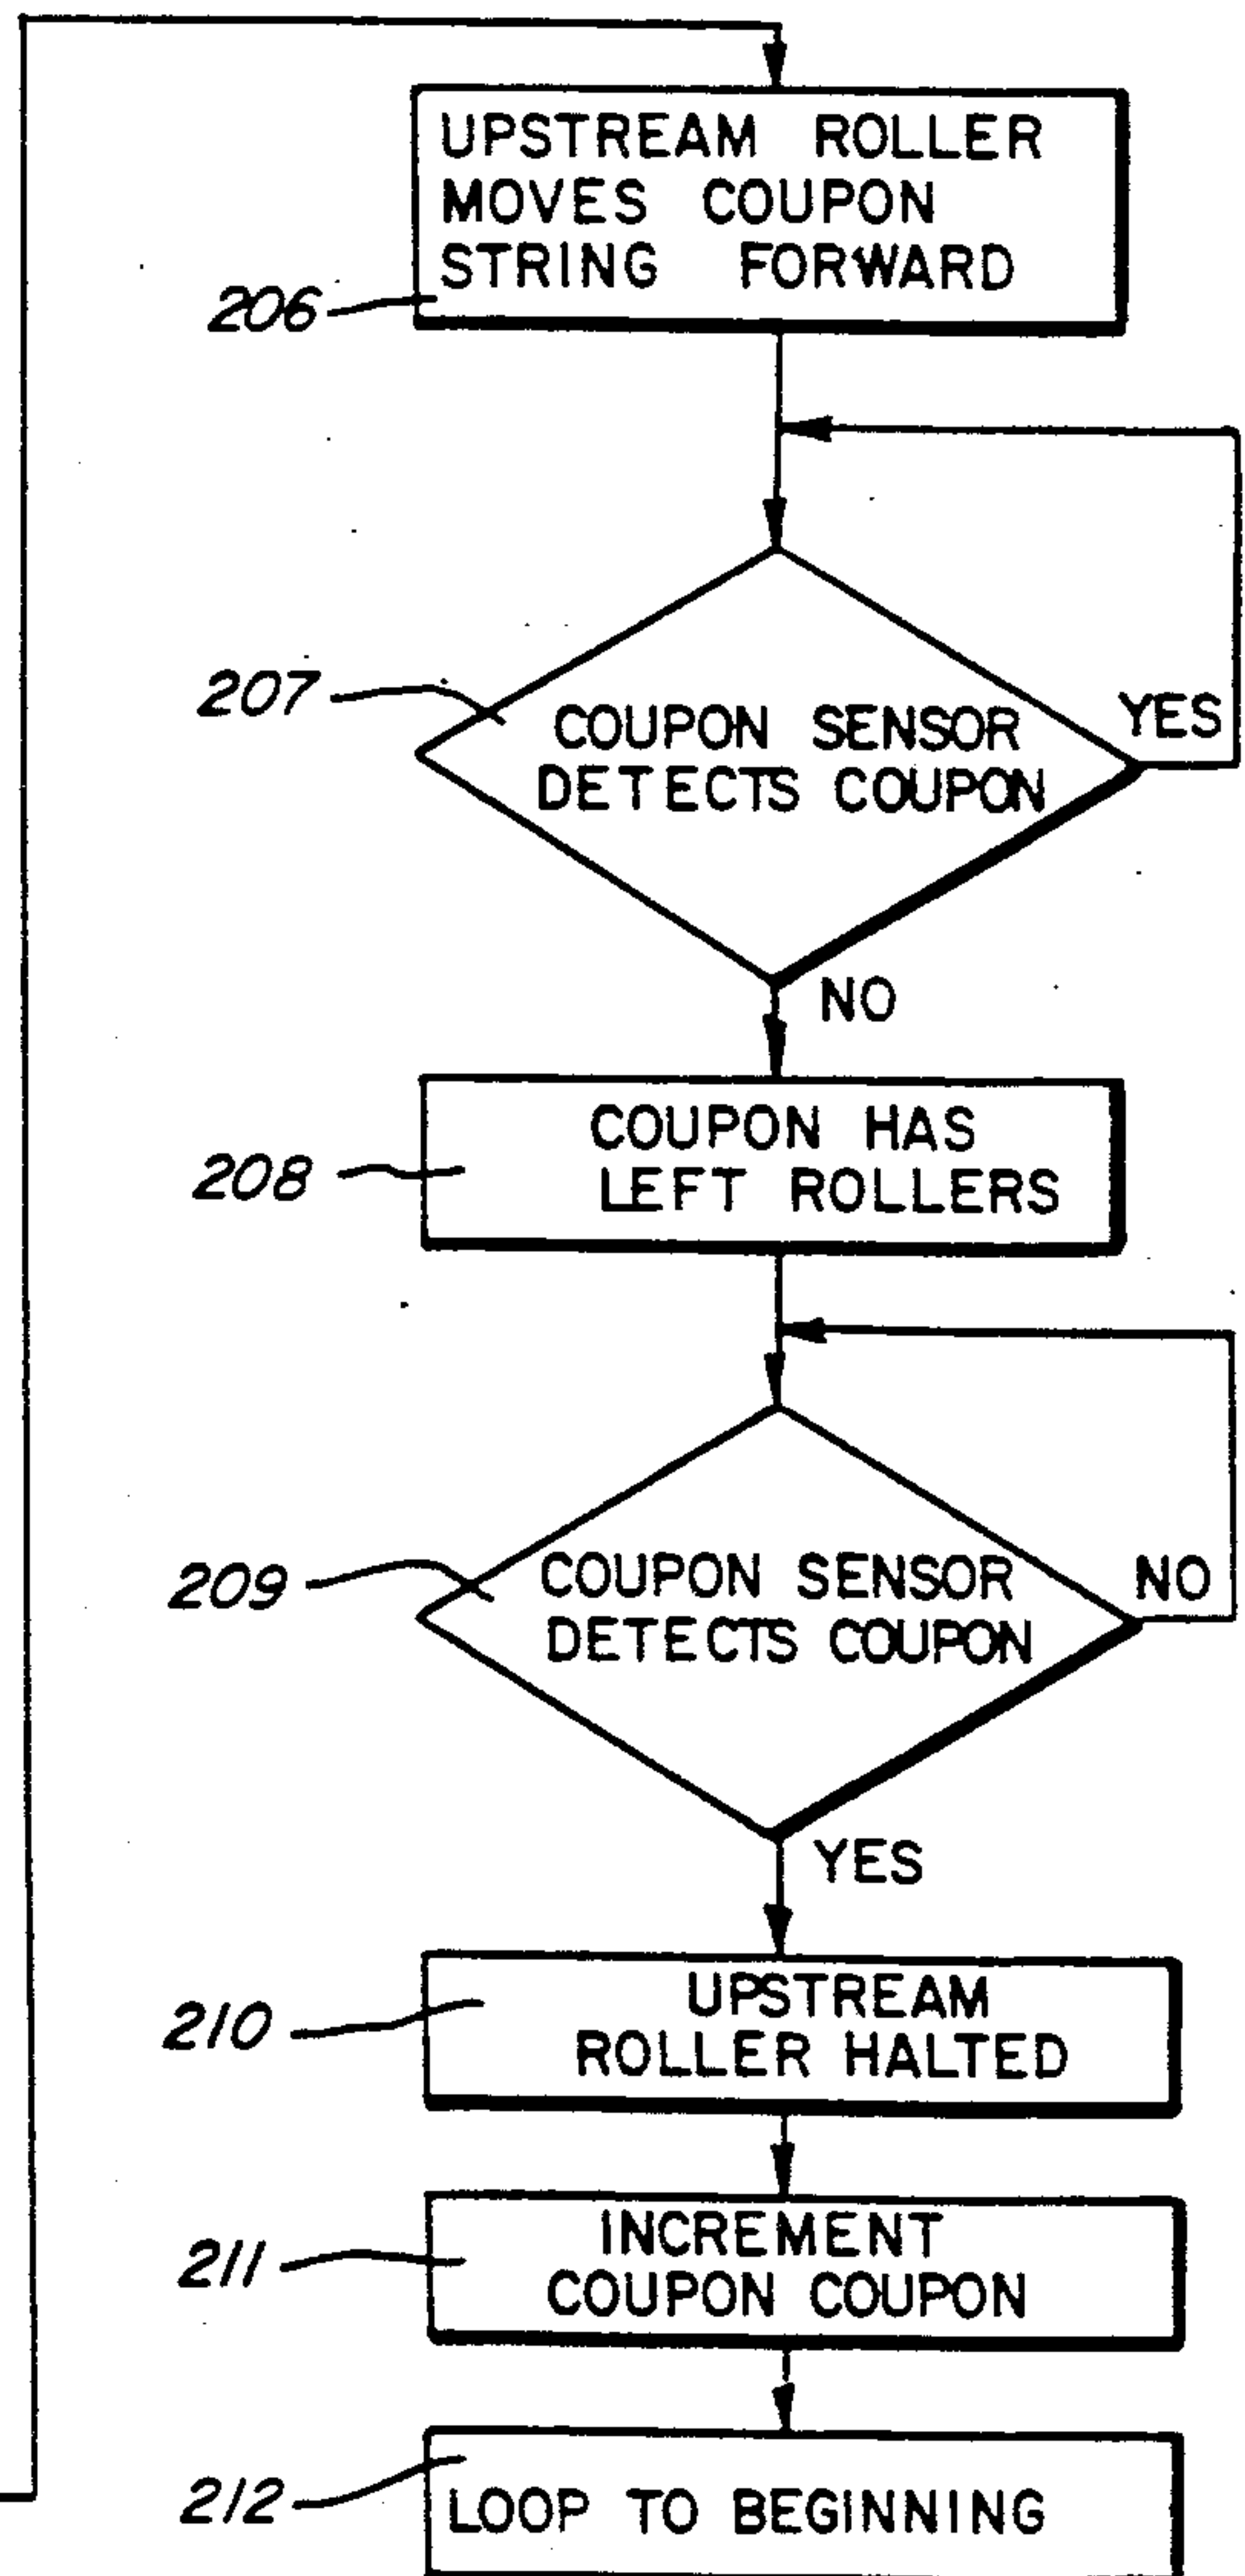 UPSTREAM ROLLER
MOVES COUPON
STRING FORWARD
206
207
COUPON SENSOR
DETECTS COUPON
YES
NO
208
COUPON HAS
LEFT ROLLERS
209
COUPON SENSOR
DETECTS COUPON
NO
YES
210
UPSTREAM
ROLLER HALTED
211
INCREMENT
COUPON COUPON
212
LOOP TO BEGINNING